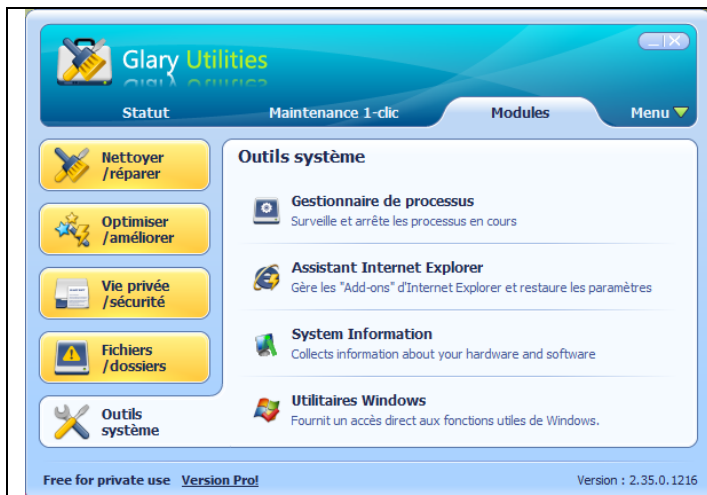 Glary Utilities
Statut
Maintenance 1-clic
Modules
Menu
Nettoyer
/réparer
Optimiser
/améliorer
Vie privée
/sécurité
Fichiers
/dossiers
Outils
système
Outils système
Gestionnaire de processus
Surveille et arrête les processus en cours
Assistant Internet Explorer
Gère les "Add-ons" d'Internet Explorer et restaure les paramètres
System Information
Collects information about your hardware and software
Utilitaires Windows
Fournit un accès direct aux fonctions utiles de Windows.
Free for private use Version Pro!
Version : 2.35.0.1216